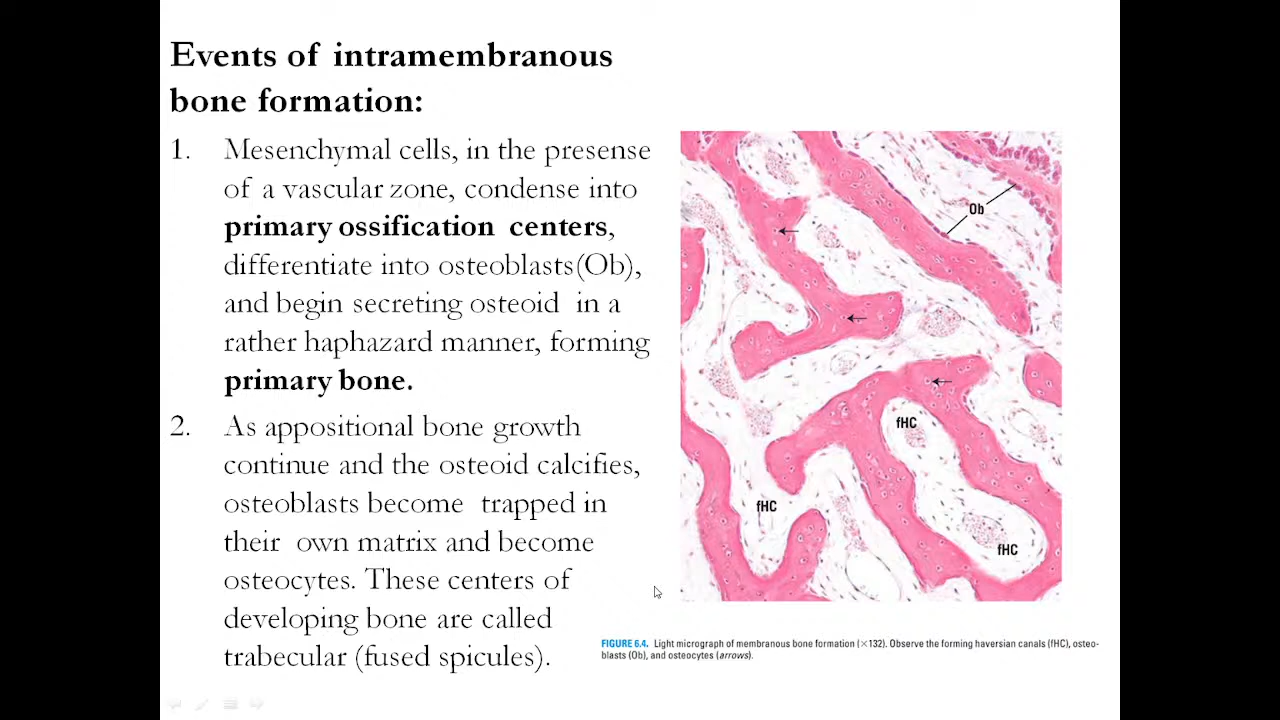 Events of intramembranous
bone formation:
1. Mesenchymal cells, in the presense
of a vascular zone, condense into
primary ossification centers,
differentiate into osteoblasts(Ob),
and begin secreting osteoid in a
rather haphazard manner, forming
primary bone.
2. As appositional bone growth
continue and the osteoid calcifies,
osteoblasts become trapped in
their own matrix and become
osteocytes. These centers of
developing bone are called
trabecular (fused spicules).
Ob
fHC
fHC
fHC
FIGURE 6.4. Light micrograph of membranous bone formation (×132). Observe the forming haversian canals (fHC), osteo-
blasts (Ob), and osteocytes (arrows).